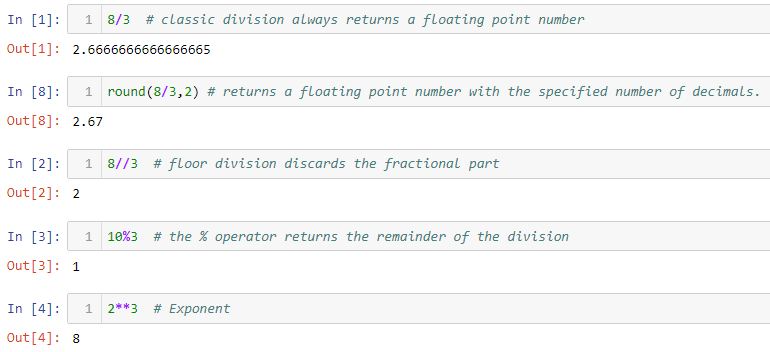 In [1]: 1 8/3 # classic division always returns a floating point number
Out[1]: 2.6666666666666665
In [8]: 1 round(8/3,2) # returns a floating point number with the specified number of decimals.
Out[8]: 2.67
In [2]: 1 8//3 # floor division discards the fractional part
Out[2]: 2
In [3]: 1 10%3 # the % operator returns the remainder of the division
Out[3]: 1
In [4]: 1 2**3 # Exponent
Out[4]: 8